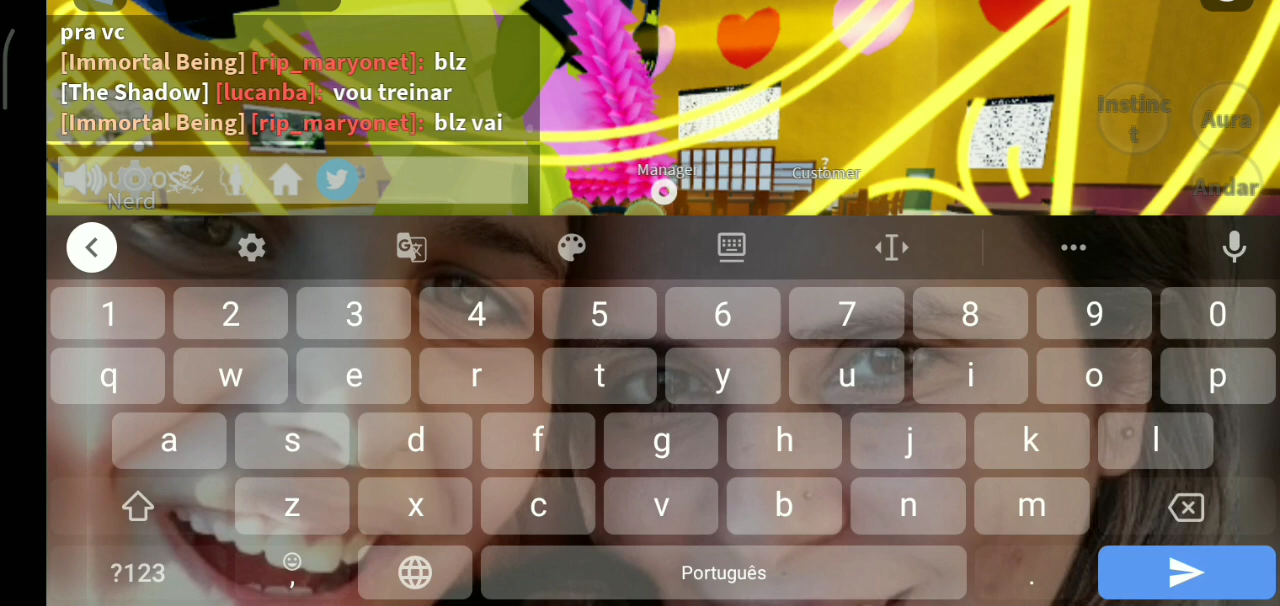 pra vc
[Immortal Being] [rip_maryonet]: blz
[The Shadow] [lucanba]: vou treinar
[Immortal Being] [rip_maryonet]: blz vai
Nerd
Manager
?
Customer
Instinc
t
Aura
Andar
1 2 3 4 5 6 7 8 9 0
q w e r t y u i o p
a s d f g h j k l
z x c v b n m
?123 , Português .